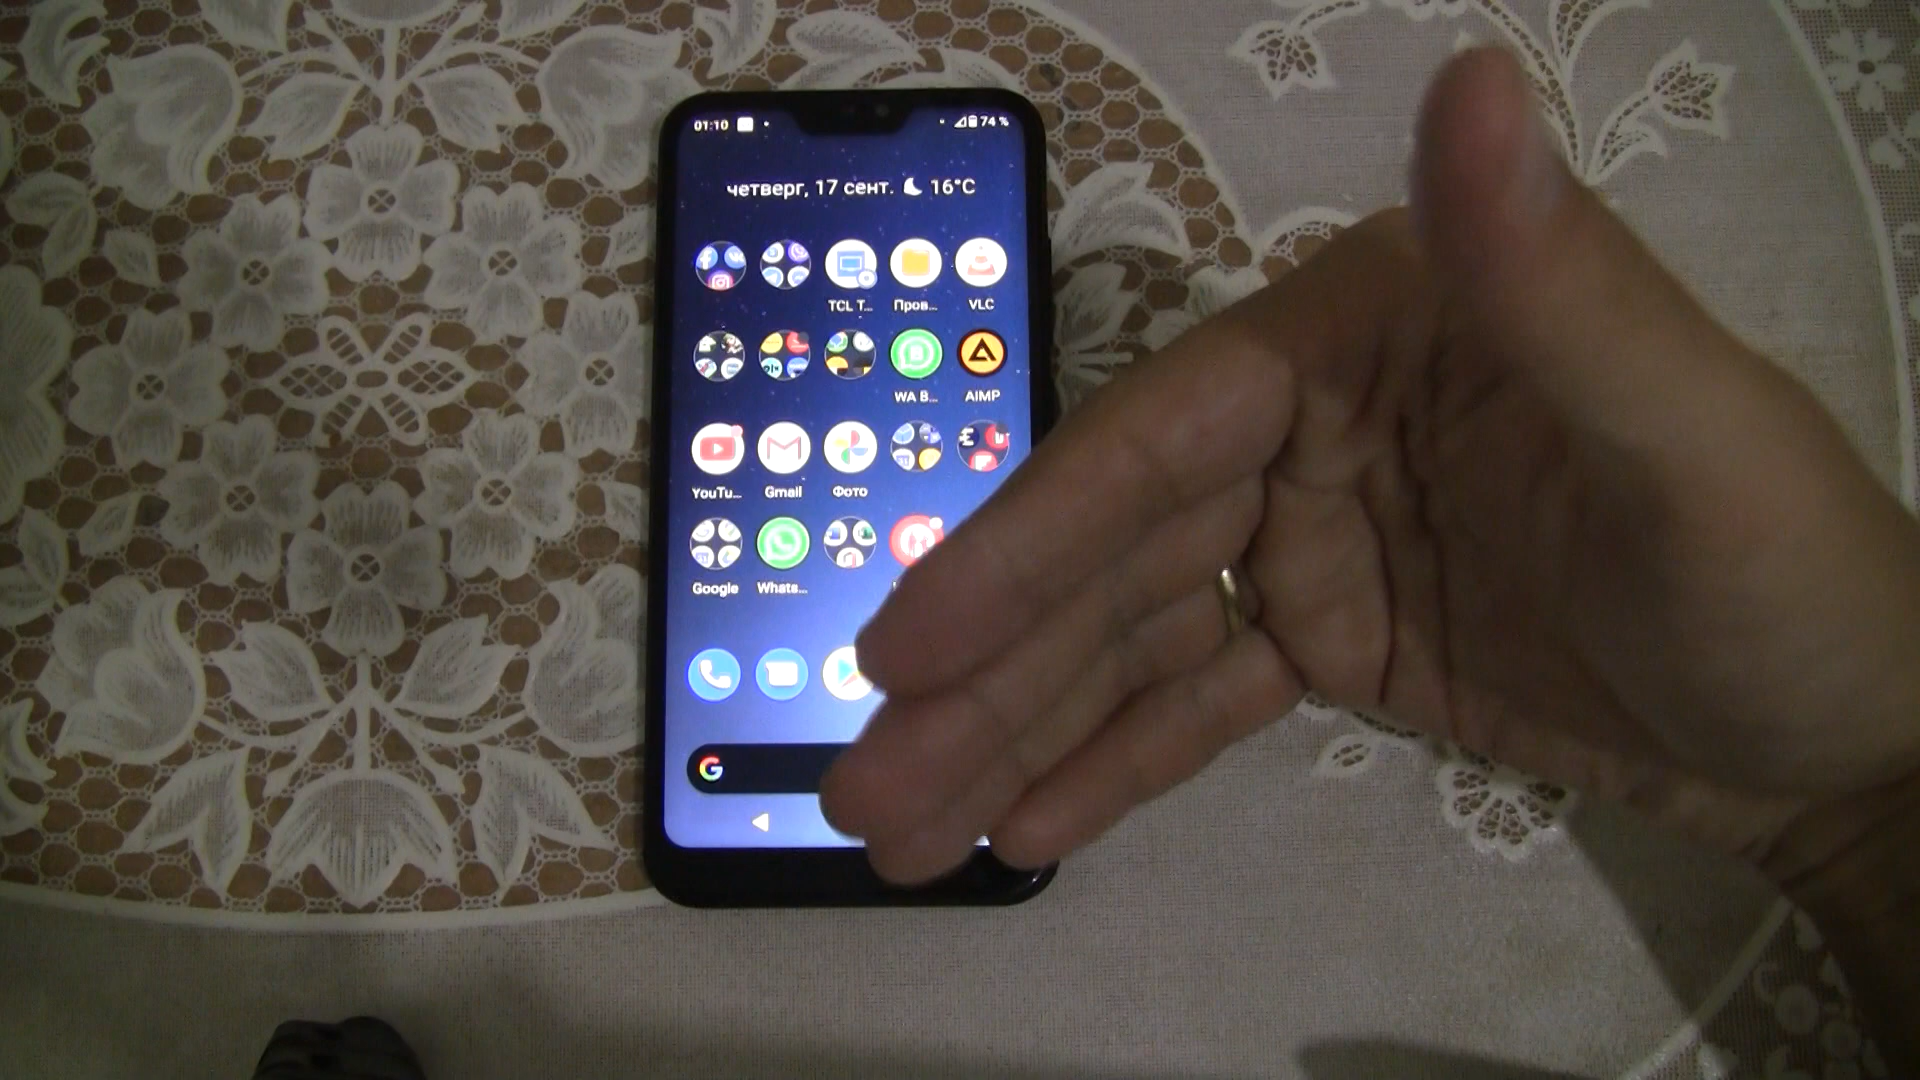 01:10 74 %
четверг, 17 сент. 16°C
TCL T... Пров... VLC
WA B... AIMP
YouTu... Gmail Фото
Google Whats...